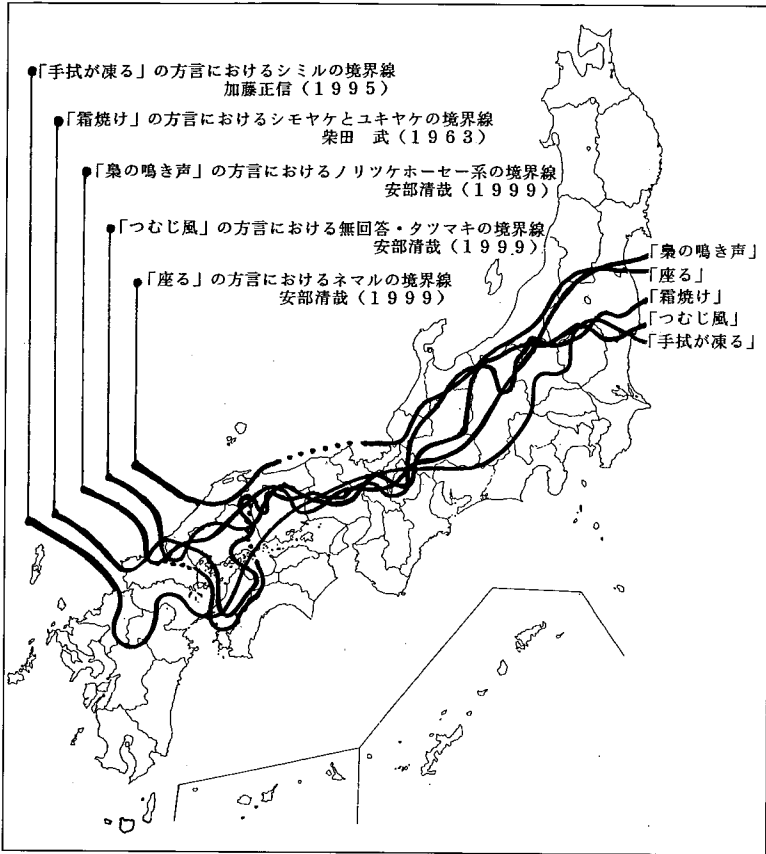 「手拭が凍る」の方言におけるシミルの境界線
加藤正信(1995)
「霜焼け」の方言におけるシモヤケとユキヤケの境界線
柴田 武(1963)
「梟の鳴き声」の方言におけるノリツケホーセー系の境界線
安部清哉(1999)
「つむじ風」の方言における無回答・タツマキの境界線
安部清哉(1999)
「座る」の方言におけるネマルの境界線
安部清哉(1999)
「梟の鳴き声」
「座る」
「霜焼け」
「つむじ風」
「手拭が凍る」